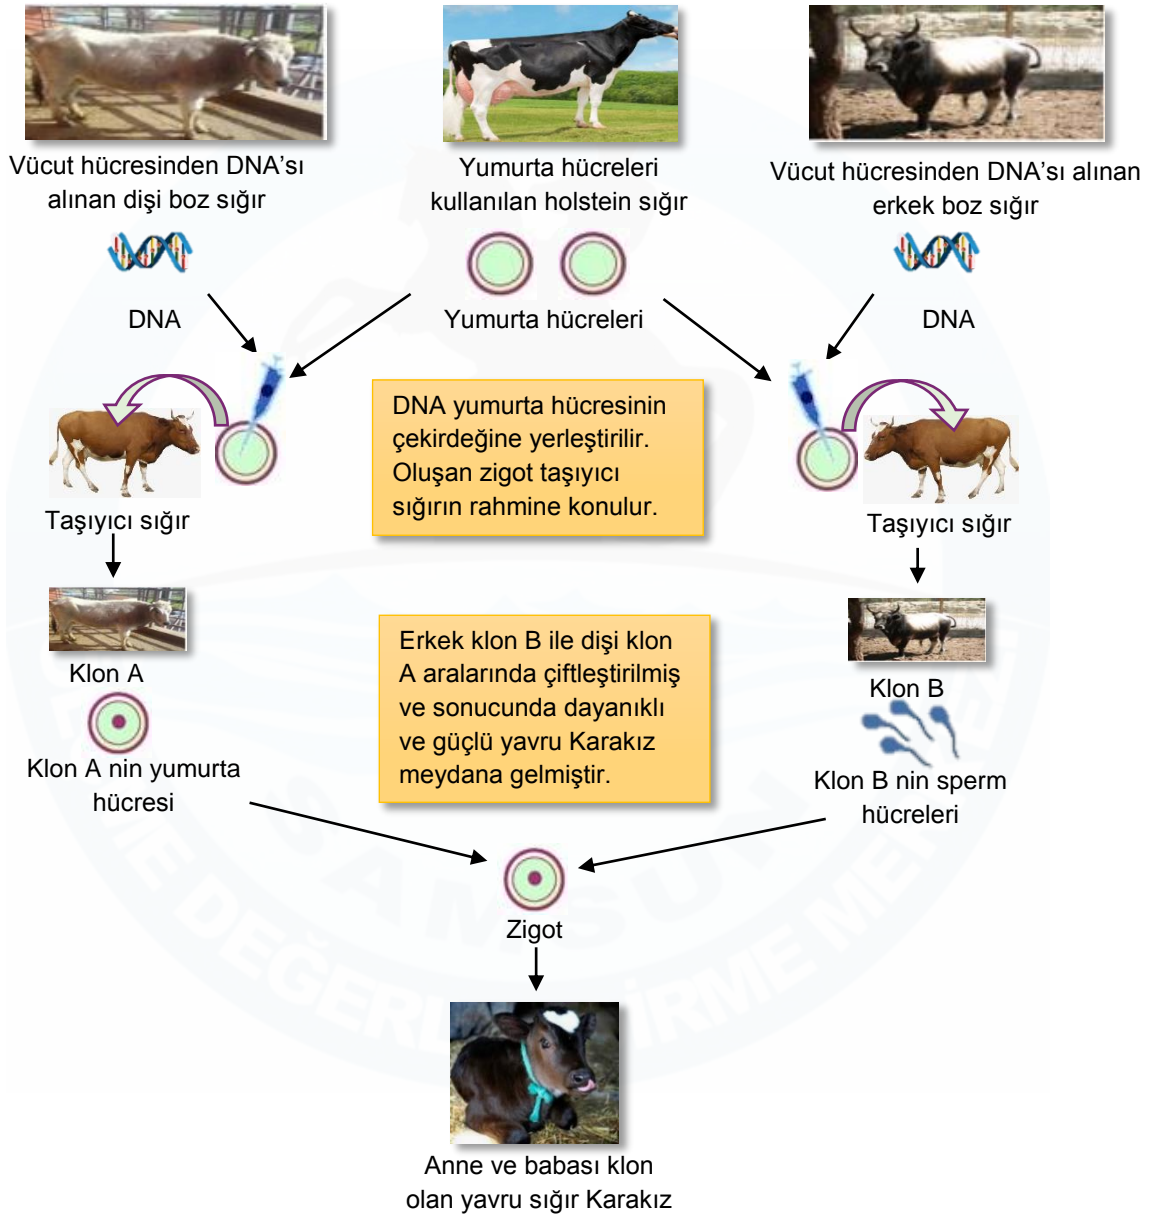 Vücut hücresinden DNA'sı
alınan dişi boz sığır
Yumurta hücreleri
kullanılan holstein sığır
Vücut hücresinden DNA'sı alınan
erkek boz sığır
DNA
Yumurta hücreleri
DNA
DNA yumurta hücresinin
çekirdeğine yerleştirilir.
Oluşan zigot taşıyıcı
sığırın rahmine konulur.
Taşıyıcı sığır
Taşıyıcı sığır
Klon A
Klon A nin yumurta
hücresi
Erkek klon B ile dişi klon
A aralarında çiftleştirilmiş
ve sonucunda dayanıklı
ve güçlü yavru Karakız
meydana gelmiştir.
Klon B
Klon B nin sperm
hücreleri
Zigot
Anne ve babası klon
olan yavru sığır Karakız
SAMSUN